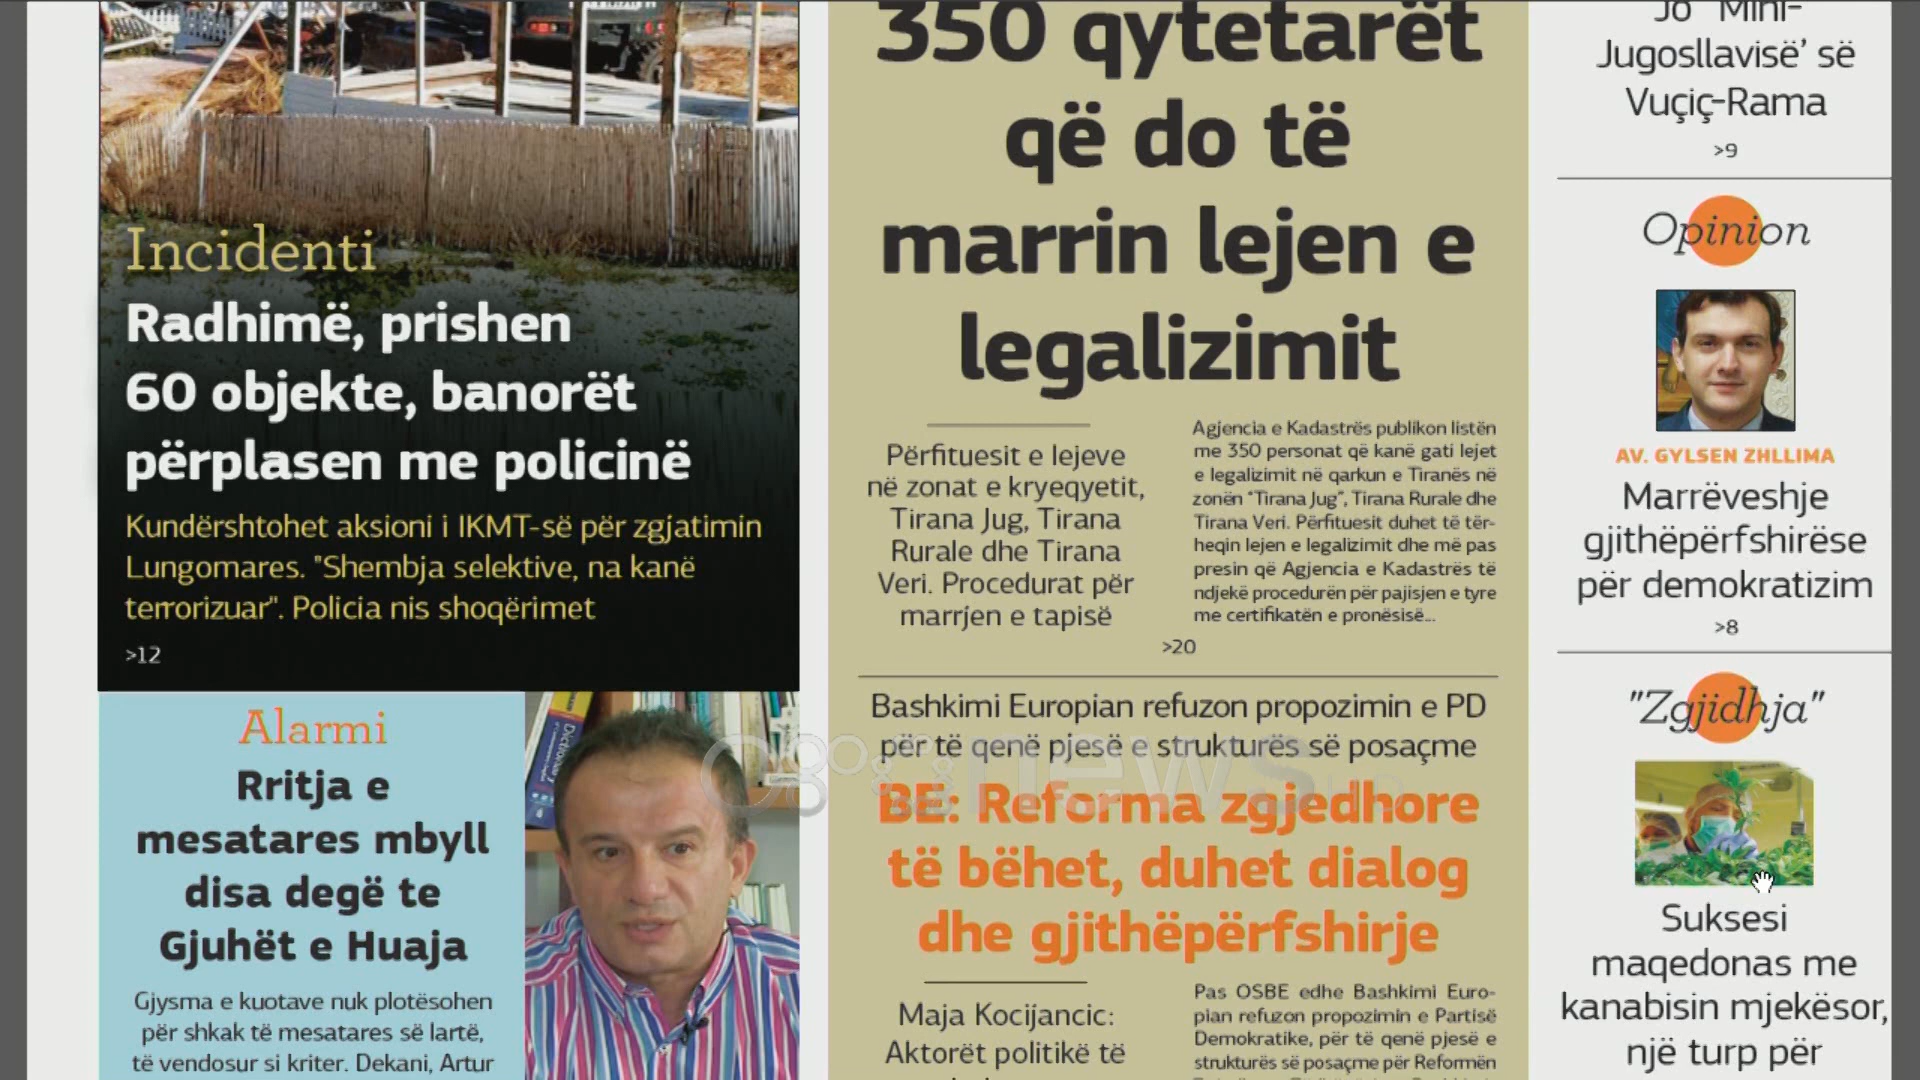 Incidenti
Radhimë, prishen
60 objekte, banorët
përplasen me policinë
Kundërshtohet aksioni i IKMT-së për zgjatimin
Lungomares. "Shembja selektive, na kanë
terrorizuar". Policia nis shoqërimet
>12
Alarmi
Rritja e
mesatares mbyll
disa degë te
Gjuhët e Huaja
Gjysma e kuotave nuk plotësohen
për shkak të mesatares së lartë,
të vendosur si kriter. Dekani, Artur
350 qytetarët
që do të
marrin lejen e
legalizimit
Përfituesit e lejeve
në zonat e kryeqyetit,
Tirana Jug, Tirana
Rurale dhe Tirana
Veri. Procedurat për
marrjen e tapisë
Agjencia e Kadastrës publikon listën
me 350 personat që kanë gati lejet
e legalizimit në qarkun e Tiranës në
zonën "Tirana Jug", Tirana Rurale dhe
Tirana Veri. Përfituesit duhet të tër-
heqin lejen e legalizimit dhe më pas
presin që Agjencia e Kadastrës të
ndjekë procedurën për pajisjen e tyre
me certifikatën e pronësisë...
>20
Bashkimi Europian refuzon propozimin e PD
për të qenë pjesë e strukturës së posaçme
BE: Reforma zgjedhore
të bëhet, duhet dialog
dhe gjithëpërfshirje
Maja Kocijancic:
Aktorët politikë të
Pas OSBE edhe Bashkimi Euro-
pian refuzon propozimin e Partisë
Demokratike, për të qenë pjesë e
strukturës së posaçme për Reformën
Jo 'Mini-
Jugosllavisë' së
Vuçiç-Rama
>9
Opinion
AV. GYLSEN ZHLLIMA
Marrëveshje
gjithëpërfshirëse
për demokratizim
>8
"Zgjidhja"
Suksesi
maqedonas me
kanabisin mjekësor,
një turp për
news